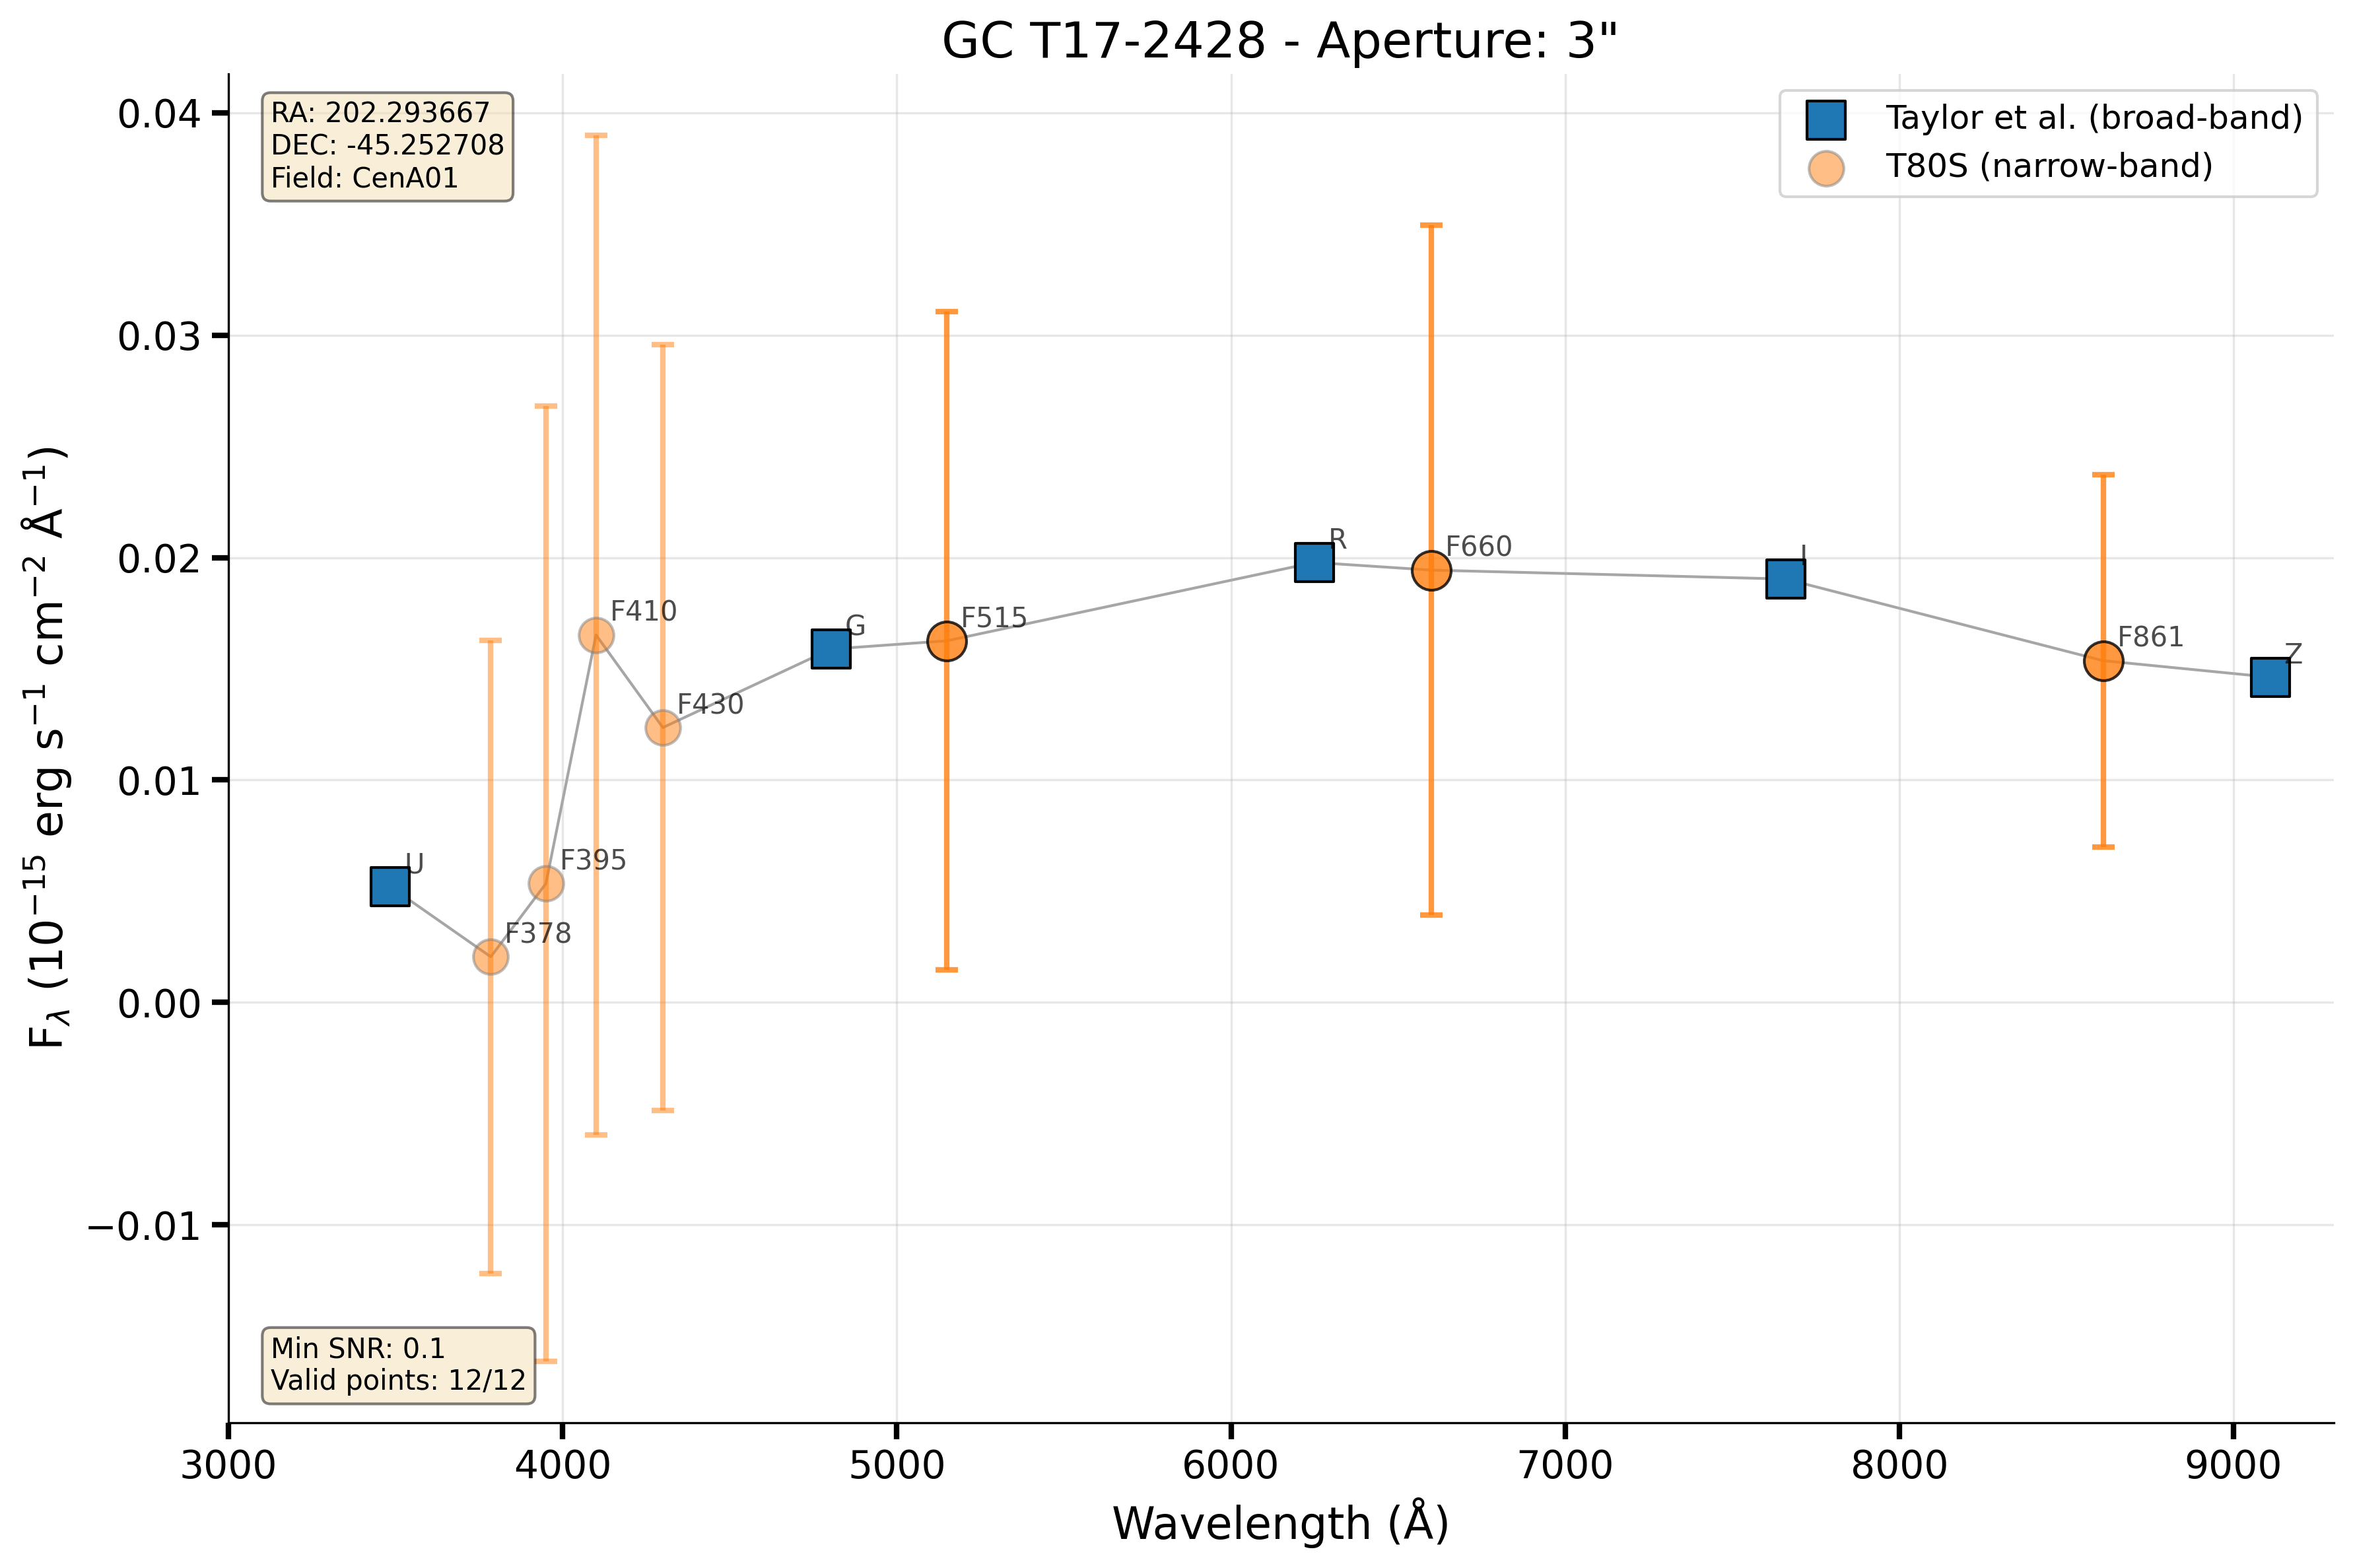 GC T17-2428 - Aperture: 3"
RA: 202.293667
DEC: -45.252708
Field: CenA01
Taylor et al. (broad-band)
T80S (narrow-band)
0.04
0.03
0.02
0.01
0.00
−0.01
F_λ (10⁻¹⁵ erg s⁻¹ cm⁻² Å⁻¹)
U
F378
F395
F410
F430
G
F515
R
F660
I
F861
Z
Min SNR: 0.1
Valid points: 12/12
3000
4000
5000
6000
7000
8000
9000
Wavelength (Å)